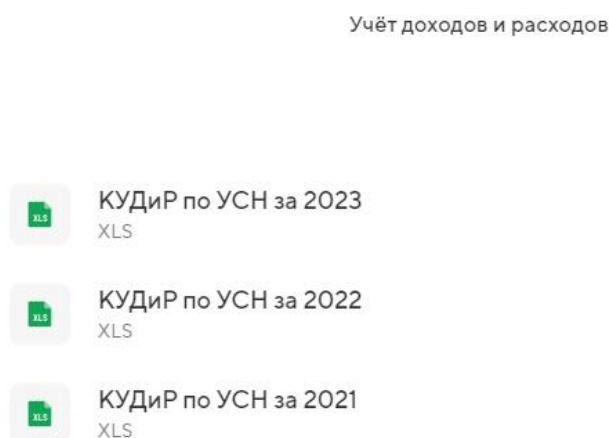 Учёт доходов и расходов
КУДиР по УСН за 2023
XLS
XLS
КУДиР по УСН за 2022
XLS
XLS
КУДиР по УСН за 2021
XLS
XLS